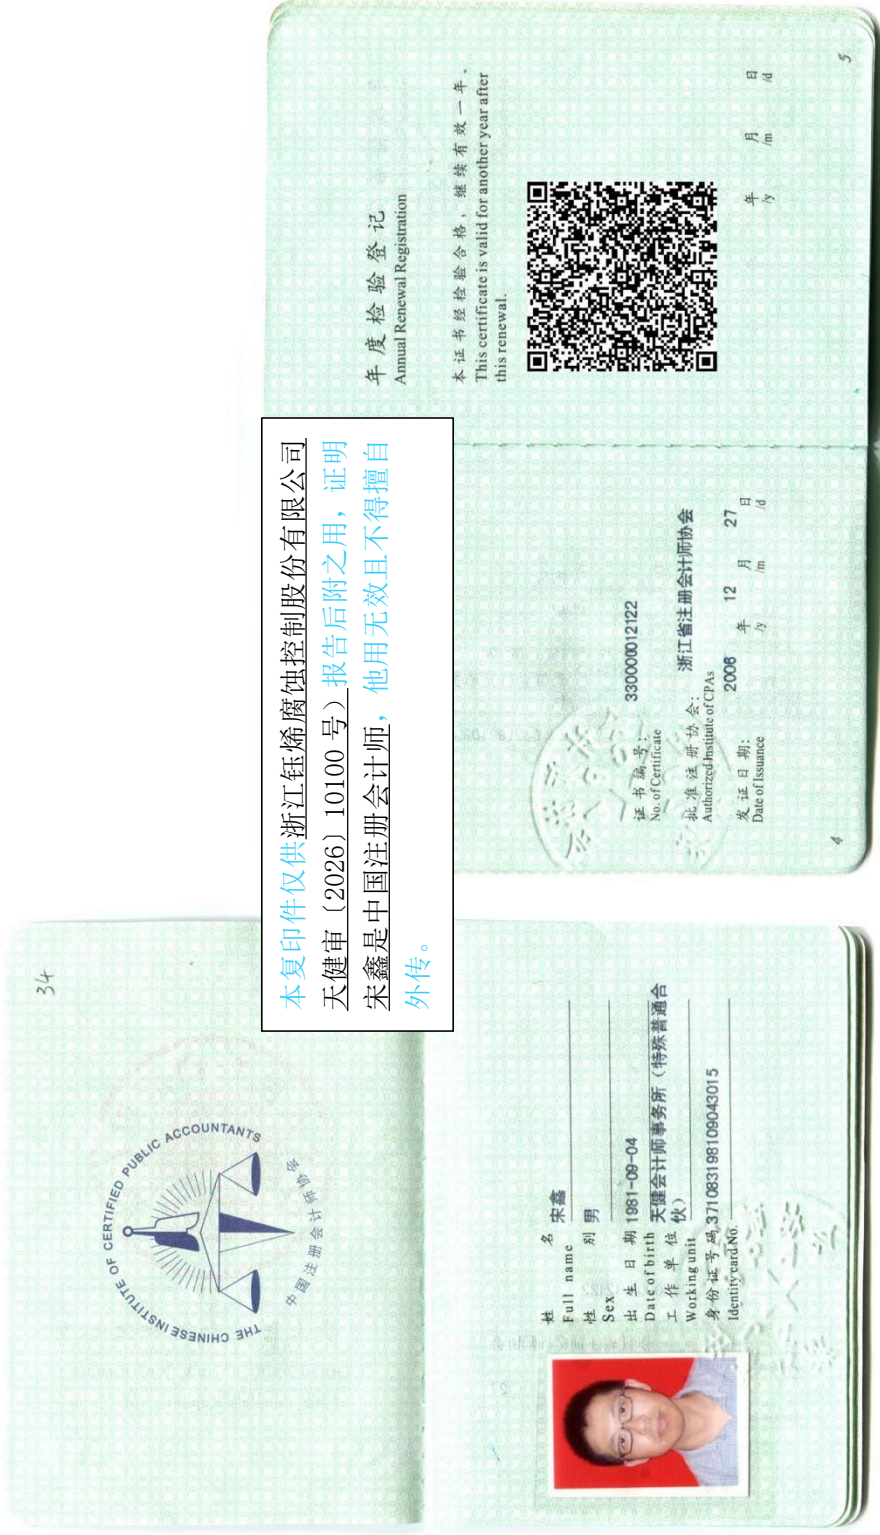 34
THE CHINESE INSTITUTE OF CERTIFIED PUBLIC ACCOUNTANTS
中国注册会计师协会
姓 名 宋鑫
Full name
性 别 男
Sex
出生日期 1981-09-04
Date of birth
工作单位 天健会计师事务所（特殊普通合
伙）
Working unit
身份证号码 371083198109043015
Identity card No.
本复印件仅供浙江钰烯腐蚀控制股份有限公司
天健审〔2026〕10100 号）报告后附之用，证明
宋鑫是中国注册会计师，他用无效且不得擅自
外传。
证书编号： 330000012122
No. of Certificate
批准注册协会： 浙江省注册会计师协会
Authorized Institute of CPAs
发证日期： 2006 年 12 月 27 日
Date of Issuance /y /m /d
4
年度检验登记
Annual Renewal Registration
本证书经检验合格，继续有效一年。
This certificate is valid for another year after
this renewal.
年 月 日
/y /m /d
5